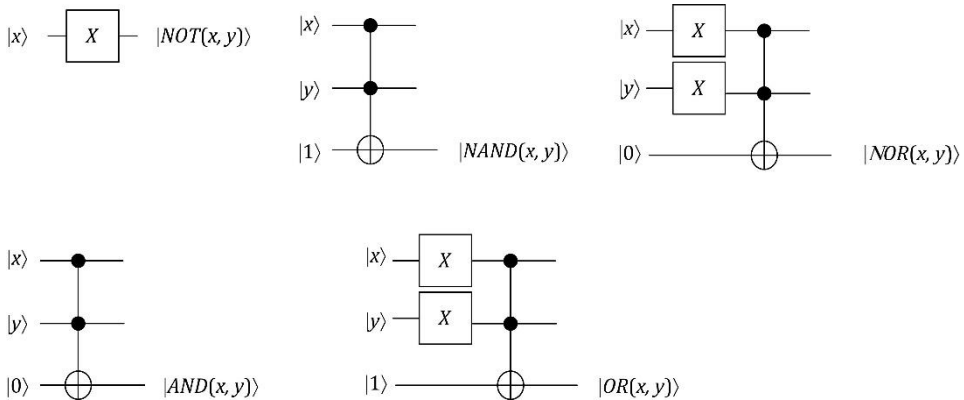 |x⟩ X |NOT(x, y)⟩
|x⟩
|y⟩
|1⟩ |NAND(x, y)⟩
|x⟩ X
|y⟩ X
|0⟩ |NOR(x, y)⟩
|x⟩
|y⟩
|0⟩ |AND(x, y)⟩
|x⟩ X
|y⟩ X
|1⟩ |OR(x, y)⟩